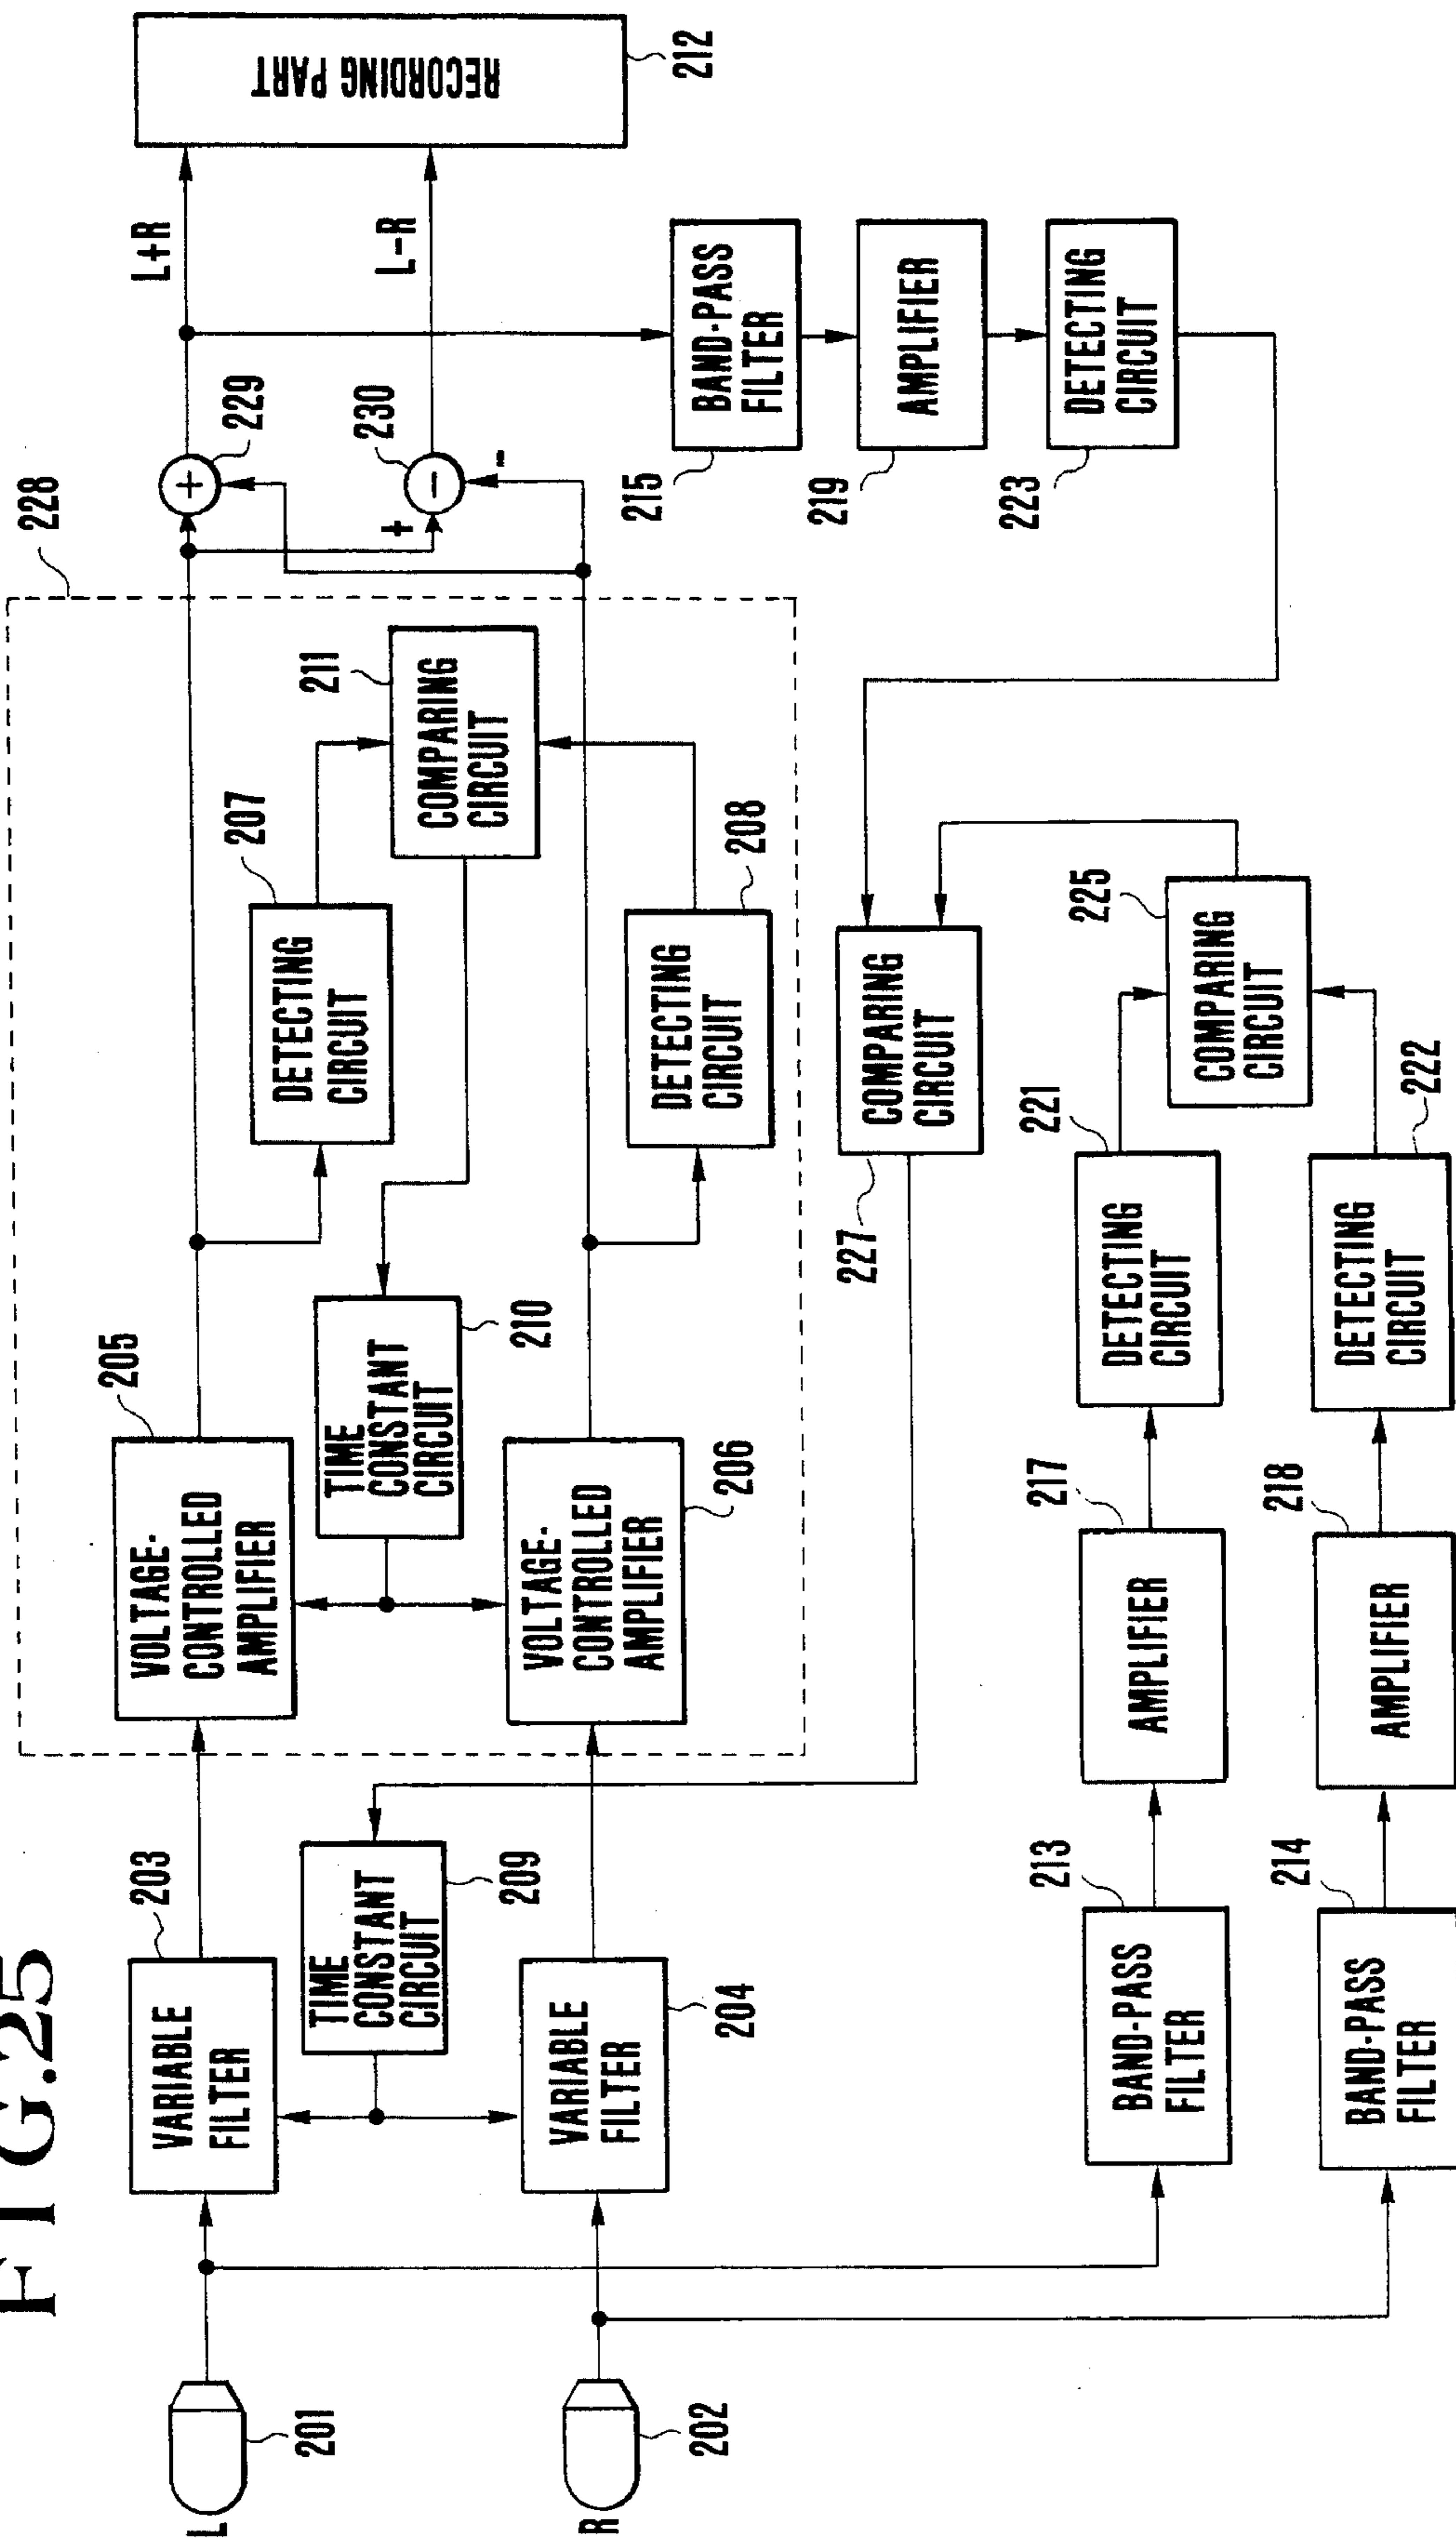 FIG.25
228
L+R
L-R
RECORDING PART
212
229
230
+
-
+
-
205
VOLTAGE-
CONTROLLED
AMPLIFIER
207
DETECTING
CIRCUIT
211
COMPARING
CIRCUIT
203
VARIABLE
FILTER
L
201
TIME
CONSTANT
CIRCUIT
210
TIME
CONSTANT
CIRCUIT
209
VOLTAGE-
CONTROLLED
AMPLIFIER
206
DETECTING
CIRCUIT
208
VARIABLE
FILTER
204
R
202
BAND-PASS
FILTER
215
AMPLIFIER
219
DETECTING
CIRCUIT
223
COMPARING
CIRCUIT
227
213
BAND-PASS
FILTER
217
AMPLIFIER
221
DETECTING
CIRCUIT
225
COMPARING
CIRCUIT
214
BAND-PASS
FILTER
218
AMPLIFIER
222
DETECTING
CIRCUIT